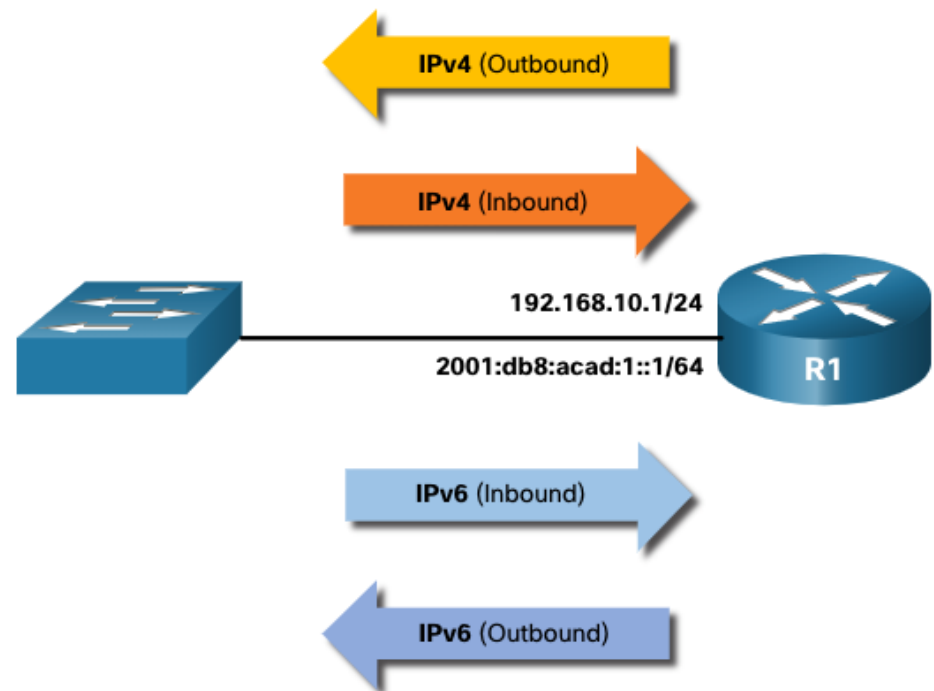 IPv4 (Outbound)
IPv4 (Inbound)
192.168.10.1/24
2001:db8:acad:1::1/64
R1
IPv6 (Inbound)
IPv6 (Outbound)